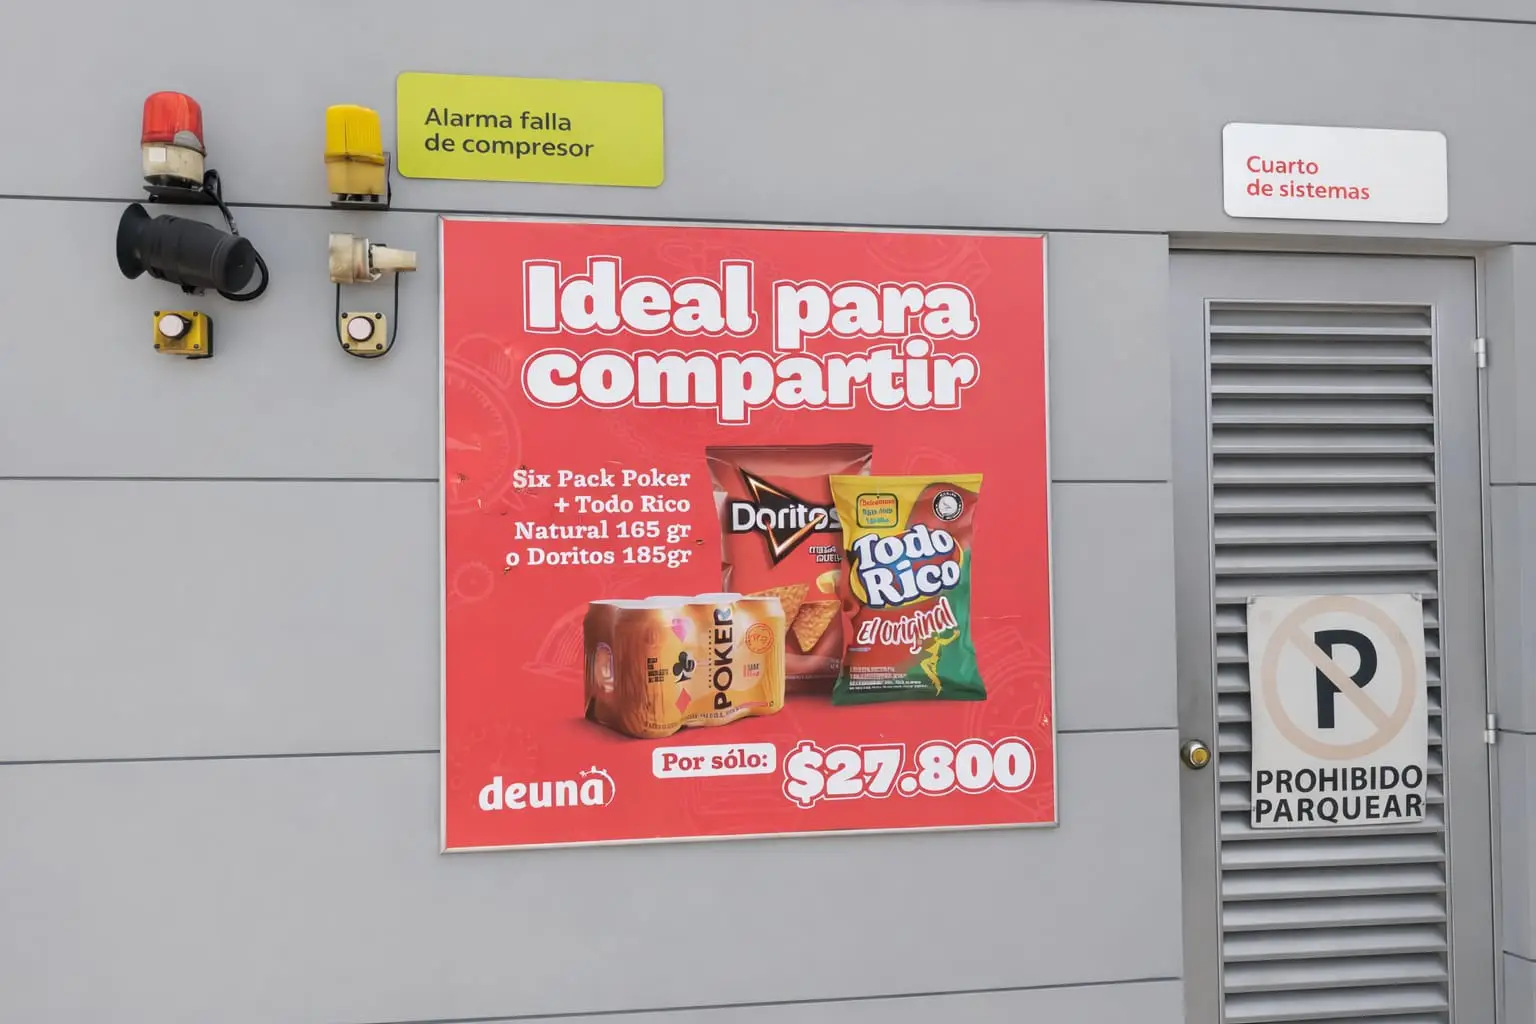 Alarma falla
de compresor
Cuarto
de sistemas
Ideal para
compartir
Six Pack Poker
+ Todo Rico
Natural 165 gr
o Doritos 185gr
Doritos
Todo
Rico
El original
POKER
Por sólo:
$27.800
deuna
P
PROHIBIDO
PARQUEAR